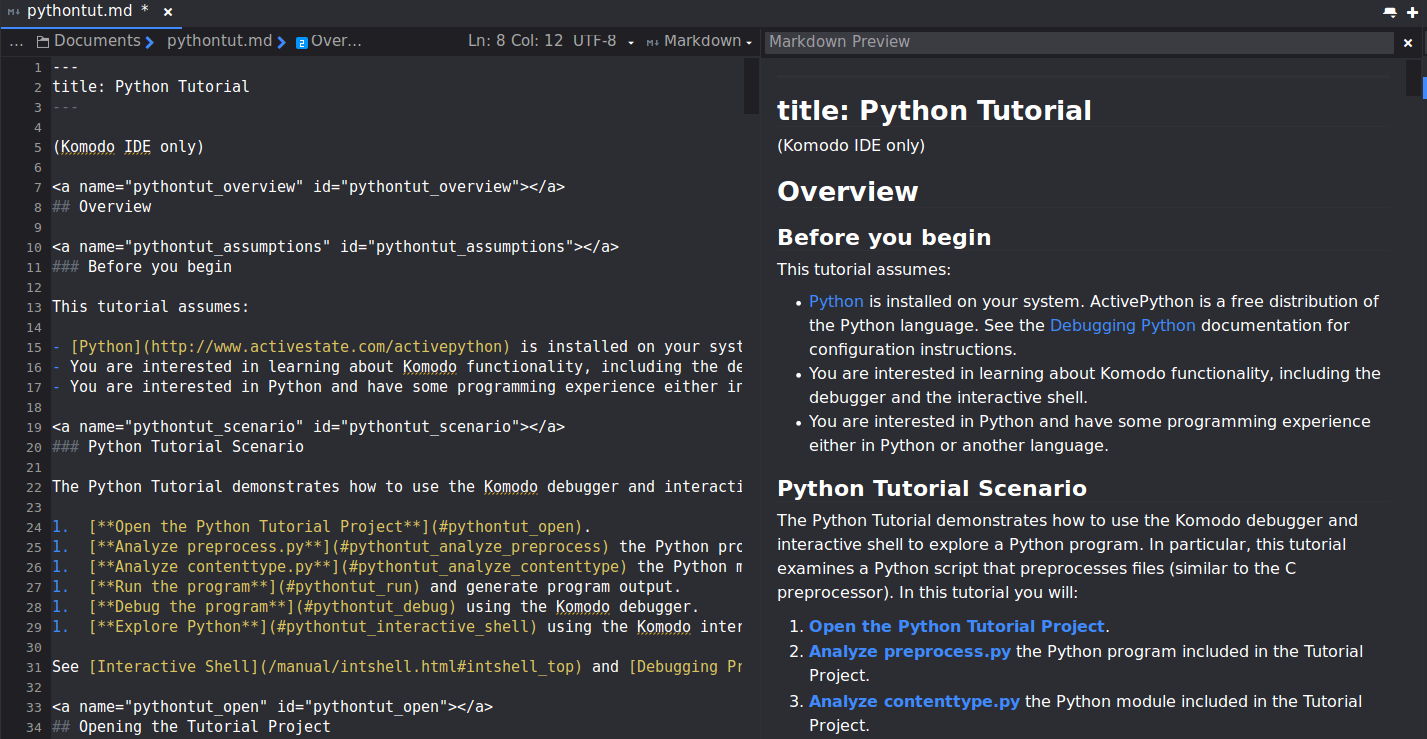 pythontut.md *
... Documents pythontut.md Over... Ln: 8 Col: 12 UTF-8 Markdown
1 ---
2 title: Python Tutorial
3 ---
4
5 (Komodo IDE only)
6
7 <a name="pythontut_overview" id="pythontut_overview"></a>
8 ## Overview
9
10 <a name="pythontut_assumptions" id="pythontut_assumptions"></a>
11 ### Before you begin
12
13 This tutorial assumes:
14
15 - [Python](http://www.activestate.com/activepython) is installed on your syst
16 - You are interested in learning about Komodo functionality, including the de
17 - You are interested in Python and have some programming experience either in
18
19 <a name="pythontut_scenario" id="pythontut_scenario"></a>
20 ### Python Tutorial Scenario
21
22 The Python Tutorial demonstrates how to use the Komodo debugger and interacti
23
24 1.  [**Open the Python Tutorial Project**](#pythontut_open).
25 1.  [**Analyze preprocess.py**](#pythontut_analyze_preprocess) the Python pro
26 1.  [**Analyze contenttype.py**](#pythontut_analyze_contenttype) the Python m
27 1.  [**Run the program**](#pythontut_run) and generate program output.
28 1.  [**Debug the program**](#pythontut_debug) using the Komodo debugger.
29 1.  [**Explore Python**](#pythontut_interactive_shell) using the Komodo inter
30
31 See [Interactive Shell](/manual/intshell.html#intshell_top) and [Debugging Pr
32
33 <a name="pythontut_open" id="pythontut_open"></a>
34 ## Opening the Tutorial Project
Markdown Preview
title: Python Tutorial
(Komodo IDE only)
Overview
Before you begin
This tutorial assumes:
• Python is installed on your system. ActivePython is a free distribution of
the Python language. See the Debugging Python documentation for
configuration instructions.
• You are interested in learning about Komodo functionality, including the
debugger and the interactive shell.
• You are interested in Python and have some programming experience
either in Python or another language.
Python Tutorial Scenario
The Python Tutorial demonstrates how to use the Komodo debugger and
interactive shell to explore a Python program. In particular, this tutorial
examines a Python script that preprocesses files (similar to the C
preprocessor). In this tutorial you will:
1. Open the Python Tutorial Project.
2. Analyze preprocess.py the Python program included in the Tutorial
Project.
3. Analyze contenttype.py the Python module included in the Tutorial
Project.